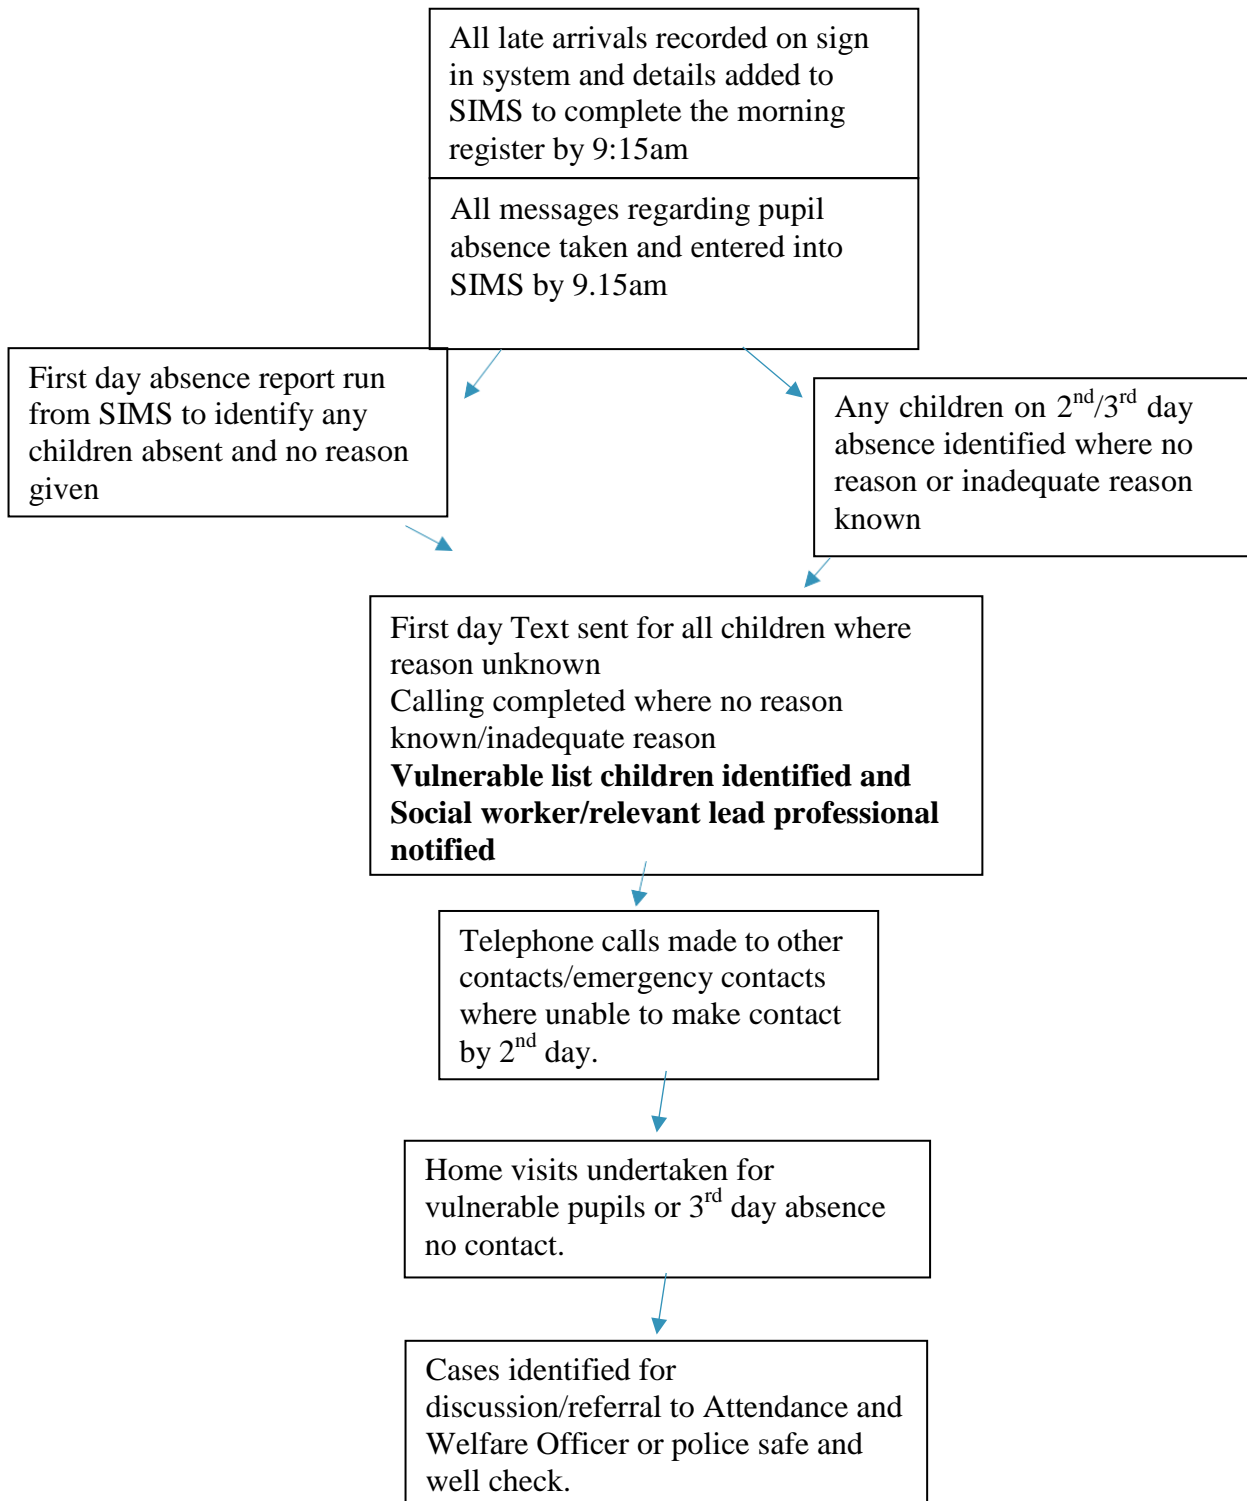 All late arrivals recorded on sign
in system and details added to
SIMS to complete the morning
register by 9:15am
All messages regarding pupil
absence taken and entered into
SIMS by 9.15am
First day absence report run
from SIMS to identify any
children absent and no reason
given
Any children on 2nd/3rd day
absence identified where no
reason or inadequate reason
known
First day Text sent for all children where
reason unknown
Calling completed where no reason
known/inadequate reason
Vulnerable list children identified and
Social worker/relevant lead professional
notified
Telephone calls made to other
contacts/emergency contacts
where unable to make contact
by 2nd day.
Home visits undertaken for
vulnerable pupils or 3rd day absence
no contact.
Cases identified for
discussion/referral to Attendance and
Welfare Officer or police safe and
well check.